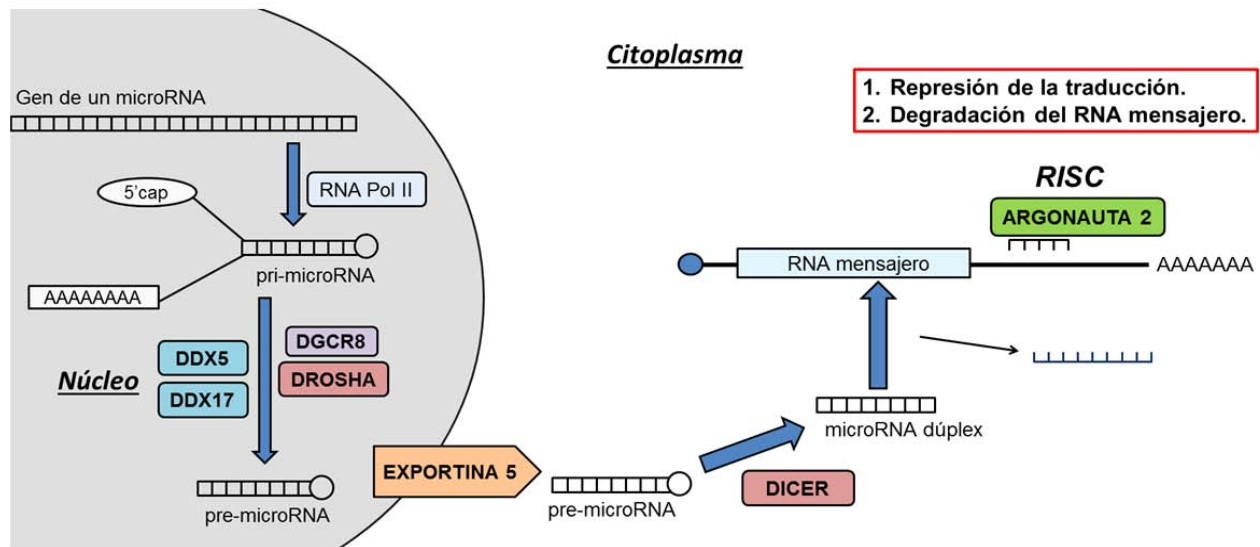 Citoplasma
1. Represión de la traducción.
2. Degradación del RNA mensajero.
Gen de un microRNA
RNA Pol II
5'cap
pri-microRNA
AAAAAAAA
DGCR8
DROSHA
DDX5
DDX17
Núcleo
pre-microRNA
EXPORTINA 5
pre-microRNA
DICER
microRNA dúplex
RNA mensajero
RISC
ARGONAUTA 2
AAAAAAA